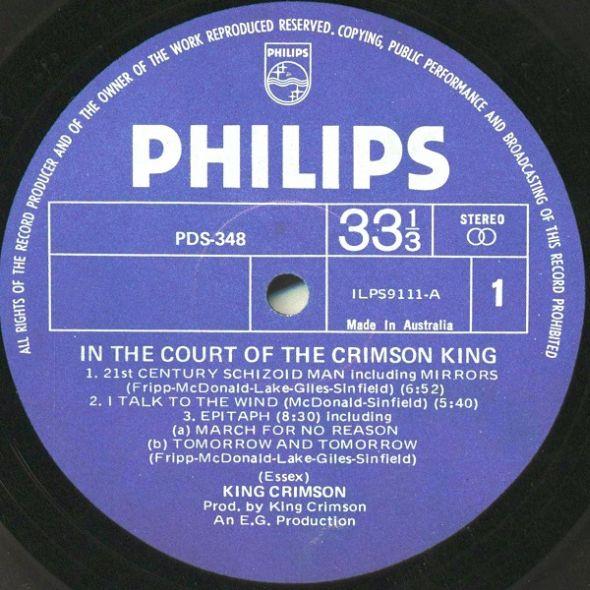 ALL RIGHTS OF THE RECORD PRODUCER AND OF THE OWNER OF THE WORK REPRODUCED RESERVED. COPYING, PUBLIC PERFORMANCE AND BROADCASTING OF THIS RECORD PROHIBITED
PHILIPS
PHILIPS
PDS-348
33⅓
STEREO
ILPS9111-A
1
Made In Australia
IN THE COURT OF THE CRIMSON KING
1. 21st CENTURY SCHIZOID MAN including MIRRORS
(Fripp-McDonald-Lake-Giles-Sinfield) (6:52)
2. I TALK TO THE WIND (McDonald-Sinfield) (5:40)
3. EPITAPH (8:30) including
(a) MARCH FOR NO REASON
(b) TOMORROW AND TOMORROW
(Fripp-McDonald-Lake-Giles-Sinfield)
(Essex)
KING CRIMSON
Prod. by King Crimson
An E.G. Production